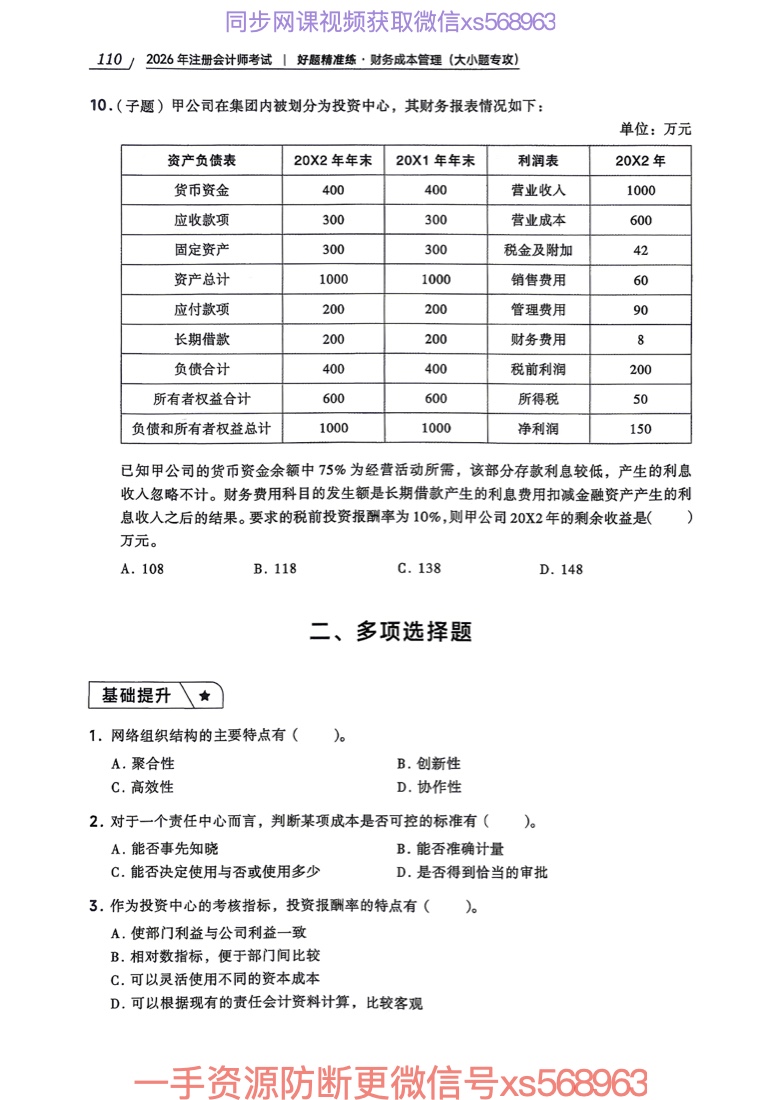 同步网课视频获取微信xs568963
110 / 2026年注册会计师考试 | 好题精准练·财务成本管理（大小题专攻）
10.（子题）甲公司在集团内被划分为投资中心，其财务报表情况如下：
单位：万元
资产负债表 20X2年年末 20X1年年末 利润表 20X2年
货币资金 400 400 营业收入 1000
应收款项 300 300 营业成本 600
固定资产 300 300 税金及附加 42
资产总计 1000 1000 销售费用 60
应付款项 200 200 管理费用 90
长期借款 200 200 财务费用 8
负债合计 400 400 税前利润 200
所有者权益合计 600 600 所得税 50
负债和所有者权益总计 1000 1000 净利润 150
已知甲公司的货币资金余额中75%为经营活动所需，该部分存款利息较低，产生的利息
收入忽略不计。财务费用科目的发生额是长期借款产生的利息费用扣减金融资产产生的利
息收入之后的结果。要求的税前投资报酬率为10%，则甲公司20X2年的剩余收益是（ ）
万元。
A. 108 B. 118 C. 138 D. 148
二、多项选择题
基础提升 ★
1. 网络组织结构的主要特点有（ ）。
A. 聚合性 B. 创新性
C. 高效性 D. 协作性
2. 对于一个责任中心而言，判断某项成本是否可控的标准有（ ）。
A. 能否事先知晓 B. 能否准确计量
C. 能否决定使用与否或使用多少 D. 是否得到恰当的审批
3. 作为投资中心的考核指标，投资报酬率的特点有（ ）。
A. 使部门利益与公司利益一致
B. 相对数指标，便于部门间比较
C. 可以灵活使用不同的资本成本
D. 可以根据现有的责任会计资料计算，比较客观
一手资源防断更微信号xs568963